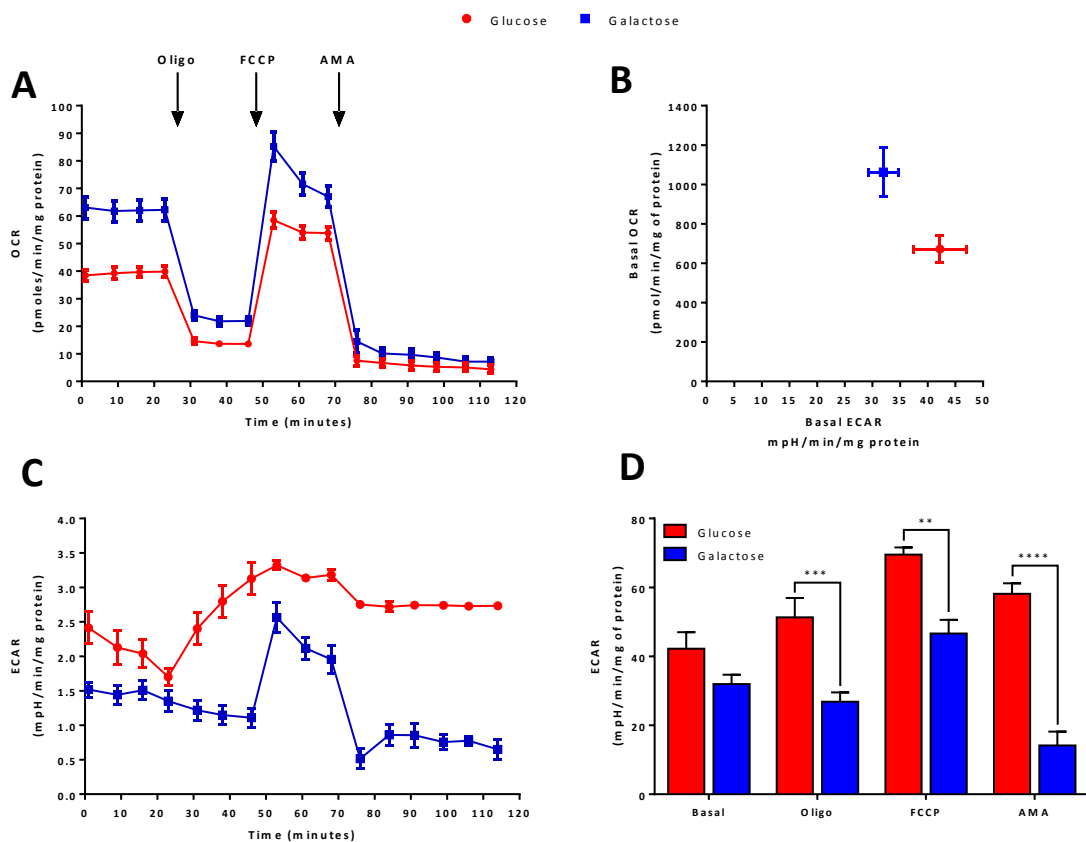 Glucose Galactose
Oligo FCCP AMA
A
OCR
(pmoles/min/mg protein)
100
90
80
70
60
50
40
30
20
10
0
0 10 20 30 40 50 60 70 80 90 100 110 120
Time (minutes)
B
Basal OCR
(pmol/min/mg of protein)
1400
1200
1000
800
600
400
200
0
0 5 10 15 20 25 30 35 40 45 50
Basal ECAR
mpH/min/mg protein
C
ECAR
(mpH/min/mg protein)
4.0
3.5
3.0
2.5
2.0
1.5
1.0
0.5
0.0
0 10 20 30 40 50 60 70 80 90 100 110 120
Time (minutes)
D
ECAR
(mpH/min/mg of protein)
80
60
40
20
0
Glucose
Galactose
***
**
****
Basal Oligo FCCP AMA